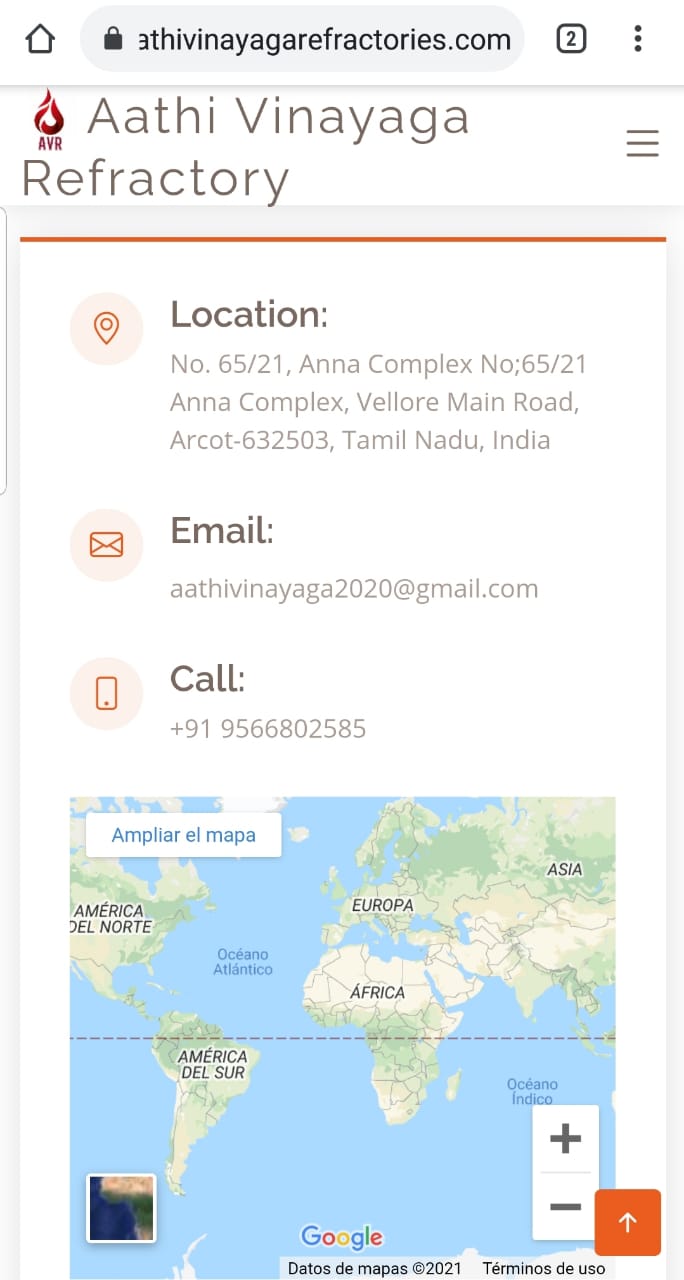 athivinayagarefractories.com
2
AVR
Aathi Vinayaga
Refractory
Location:
No. 65/21, Anna Complex No;65/21
Anna Complex, Vellore Main Road,
Arcot-632503, Tamil Nadu, India
Email:
aathivinayaga2020@gmail.com
Call:
+91 9566802585
Ampliar el mapa
ASIA
EUROPA
AMÉRICA
DEL NORTE
Océano
Atlántico
ÁFRICA
AMÉRICA
DEL SUR
Océano
Índico
Google
Datos de mapas ©2021
Términos de uso